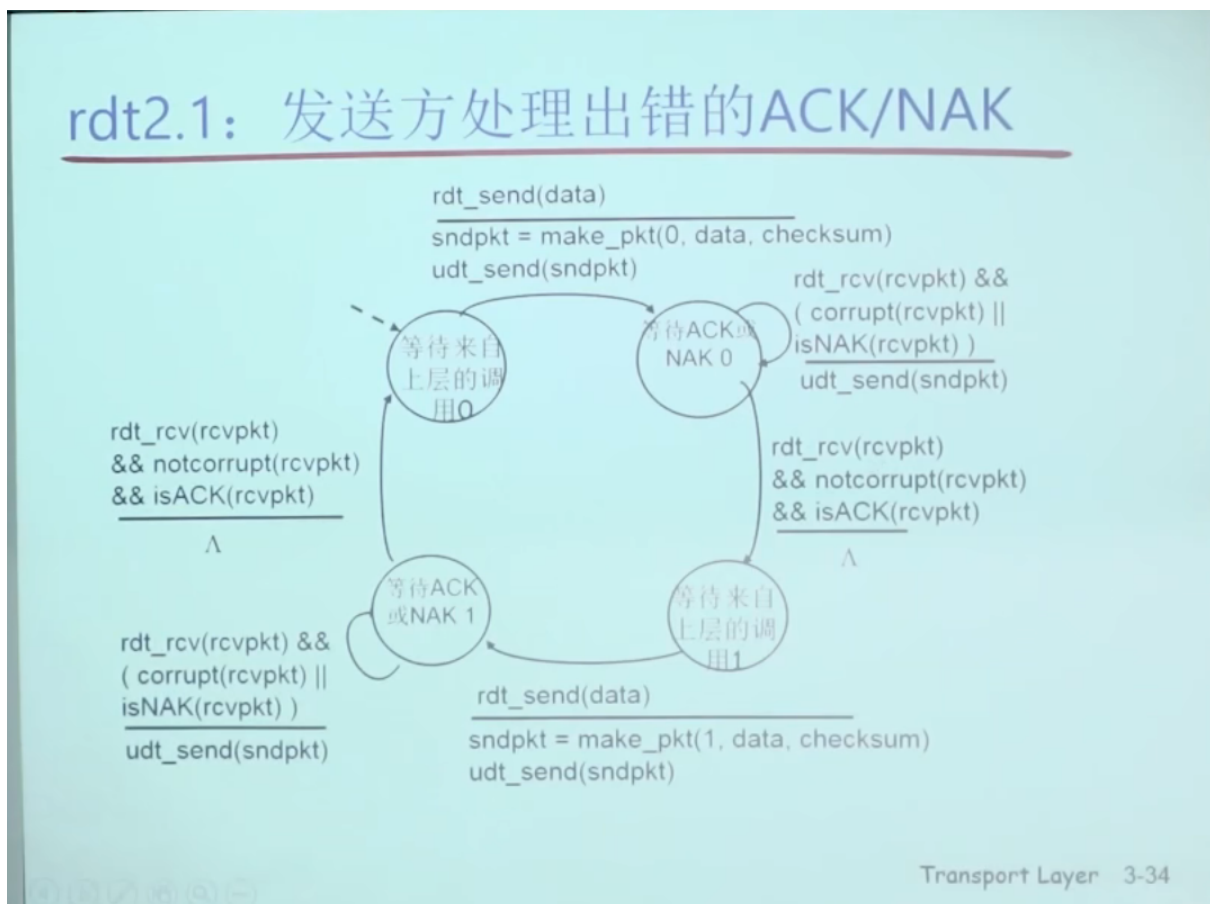 rdt2.1： 发送方处理出错的ACK/NAK
rdt_send(data)
sndpkt = make_pkt(0, data, checksum)
udt_send(sndpkt)
等待来自
上层的调
用0
等待ACK或
NAK 0
rdt_rcv(rcvpkt) &&
( corrupt(rcvpkt) ||
isNAK(rcvpkt) )
udt_send(sndpkt)
rdt_rcv(rcvpkt)
&& notcorrupt(rcvpkt)
&& isACK(rcvpkt)
Λ
rdt_rcv(rcvpkt)
&& notcorrupt(rcvpkt)
&& isACK(rcvpkt)
Λ
等待ACK
或NAK 1
等待来自
上层的调
用1
rdt_rcv(rcvpkt) &&
( corrupt(rcvpkt) ||
isNAK(rcvpkt) )
udt_send(sndpkt)
rdt_send(data)
sndpkt = make_pkt(1, data, checksum)
udt_send(sndpkt)
Transport Layer 3-34